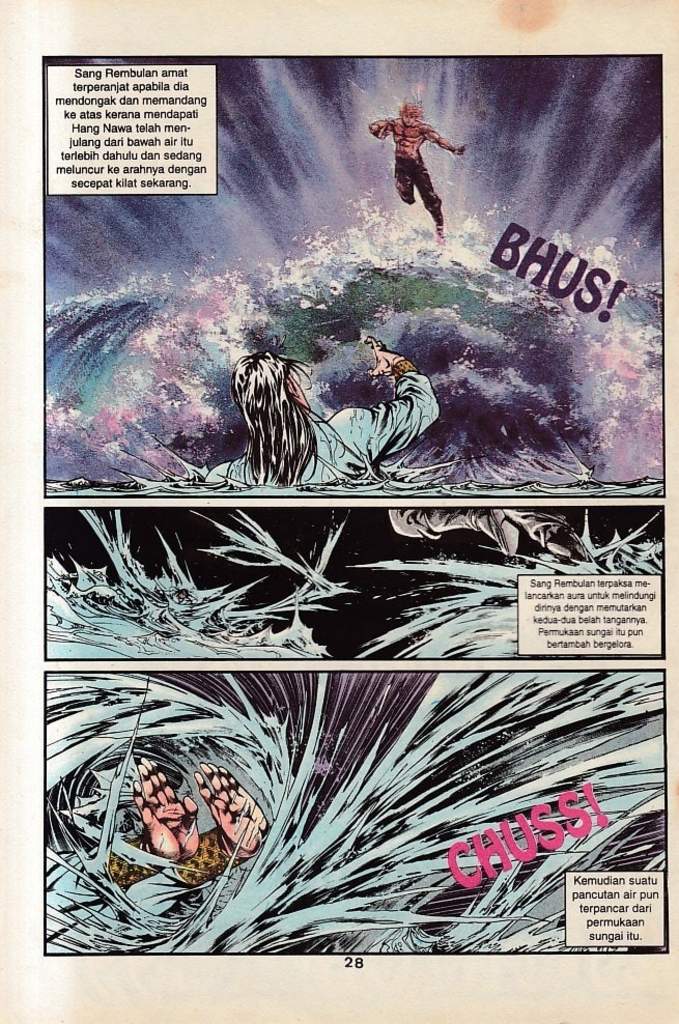 Sang Rembulan amat
terperanjat apabila dia
mendongak dan memandang
ke atas kerana mendapati
Hang Nawa telah men-
julang dari bawah air itu
terlebih dahulu dan sedang
meluncur ke arahnya dengan
secepat kilat sekarang.
BHUS!
Sang Rembulan terpaksa me-
lancarkan aura untuk melindungi
dirinya dengan memutarkan
kedua-dua belah tangannya.
Permukaan sungai itu pun
bertambah bergelora.
CHUSS!
Kemudian suatu
pancutan air pun
terpancar dari
permukaan
sungai itu.
28